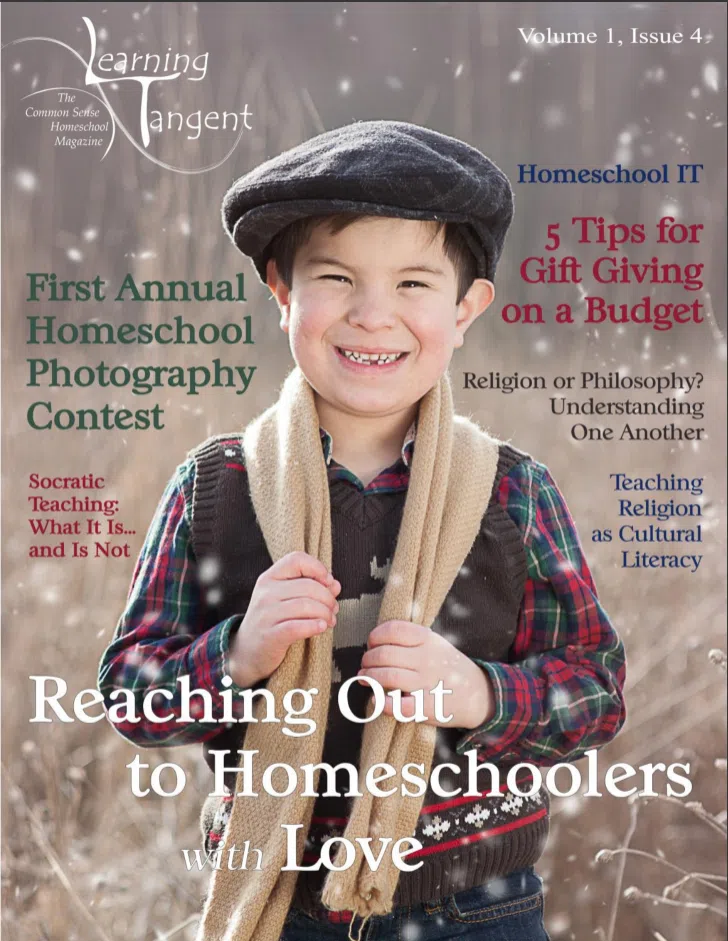 Learning
Tangent
The
Common Sense
Homeschool
Magazine
Volume 1, Issue 4
Homeschool IT
5 Tips for
Gift Giving
on a Budget
First Annual
Homeschool
Photography
Contest
Religion or Philosophy?
Understanding
One Another
Socratic
Teaching:
What It Is...
and Is Not
Teaching
Religion
as Cultural
Literacy
Reaching Out
to Homeschoolers
with Love